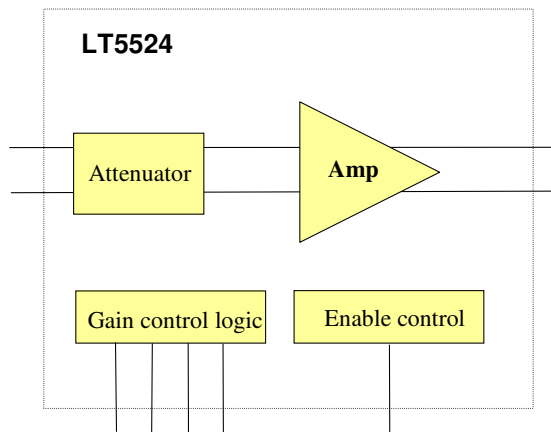 LT5524
Attenuator
Amp
Gain control logic
Enable control